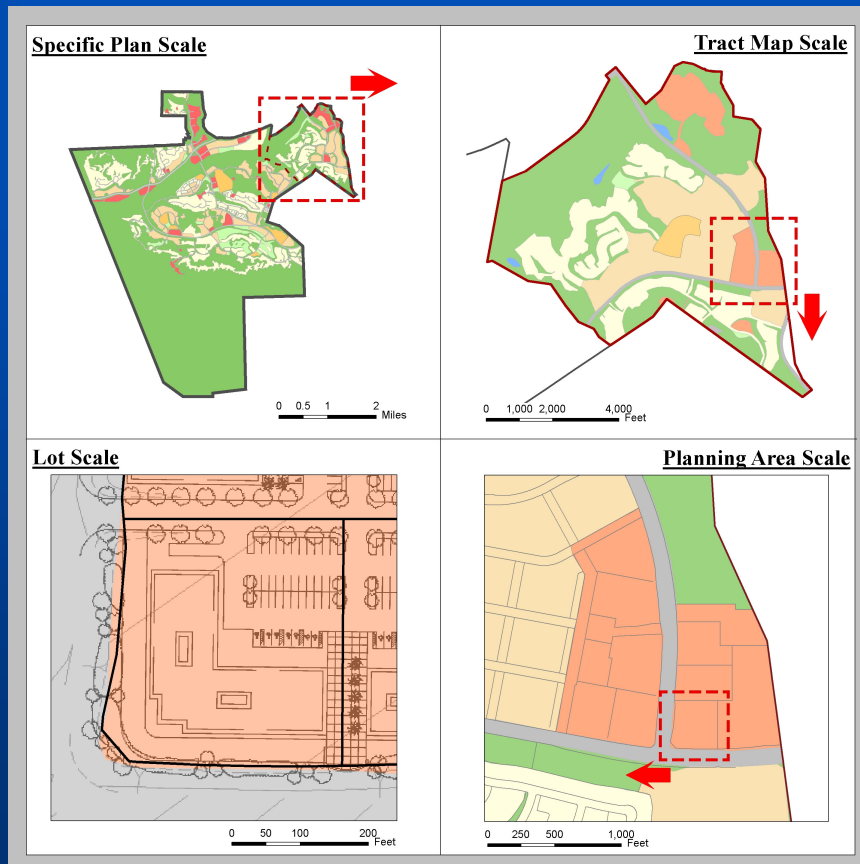 Specific Plan Scale
0 0.5 1 2
Miles
Tract Map Scale
0 1,000 2,000 4,000
Feet
Lot Scale
0 50 100 200
Feet
Planning Area Scale
0 250 500 1,000
Feet